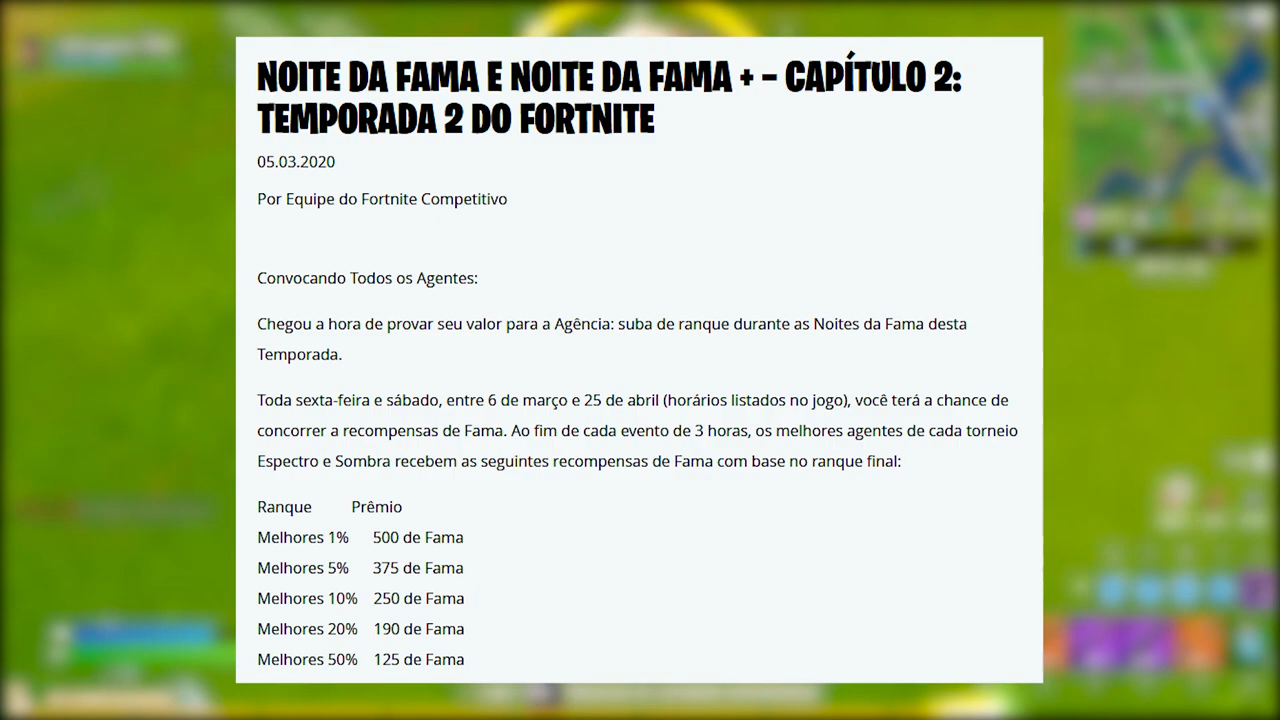 NOITE DA FAMA E NOITE DA FAMA + – CAPÍTULO 2:
TEMPORADA 2 DO FORTNITE
05.03.2020
Por Equipe do Fortnite Competitivo
Convocando Todos os Agentes:
Chegou a hora de provar seu valor para a Agência: suba de ranque durante as Noites da Fama desta
Temporada.
Toda sexta-feira e sábado, entre 6 de março e 25 de abril (horários listados no jogo), você terá a chance de
concorrer a recompensas de Fama. Ao fim de cada evento de 3 horas, os melhores agentes de cada torneio
Espectro e Sombra recebem as seguintes recompensas de Fama com base no ranque final:
Ranque Prêmio
Melhores 1% 500 de Fama
Melhores 5% 375 de Fama
Melhores 10% 250 de Fama
Melhores 20% 190 de Fama
Melhores 50% 125 de Fama